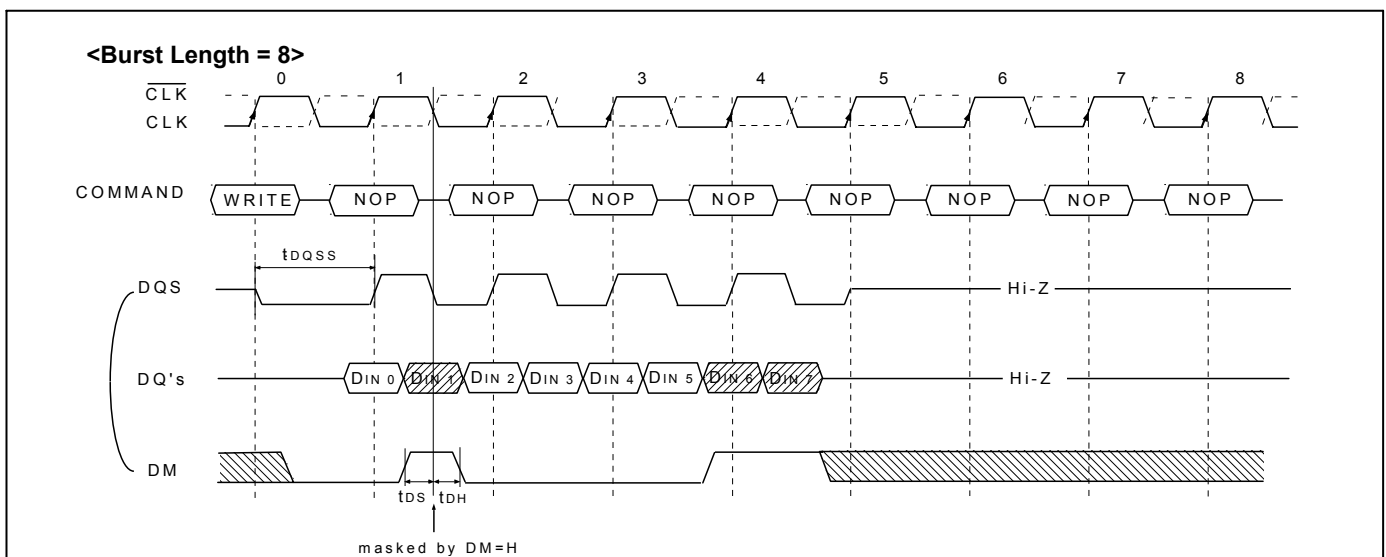 <Burst Length = 8>
0 1 2 3 4 5 6 7 8
CLK
CLK
COMMAND WRITE NOP NOP NOP NOP NOP NOP NOP NOP
tDQSS
DQS Hi-Z
DQ's DIN 0 DIN 1 DIN 2 DIN 3 DIN 4 DIN 5 DIN 6 DIN 7 Hi-Z
DM
tDS tDH
masked by DM=H